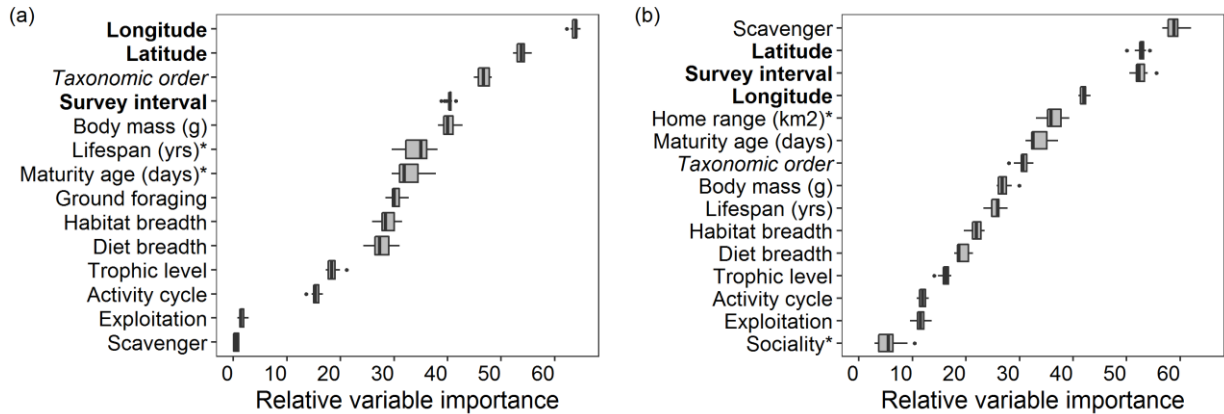 (a)
Longitude
Latitude
Taxonomic order
Survey interval
Body mass (g)
Lifespan (yrs)*
Maturity age (days)*
Ground foraging
Habitat breadth
Diet breadth
Trophic level
Activity cycle
Exploitation
Scavenger
0 10 20 30 40 50 60
Relative variable importance
(b)
Scavenger
Latitude
Survey interval
Longitude
Home range (km2)*
Maturity age (days)
Taxonomic order
Body mass (g)
Lifespan (yrs)
Habitat breadth
Diet breadth
Trophic level
Activity cycle
Exploitation
Sociality*
0 10 20 30 40 50 60
Relative variable importance